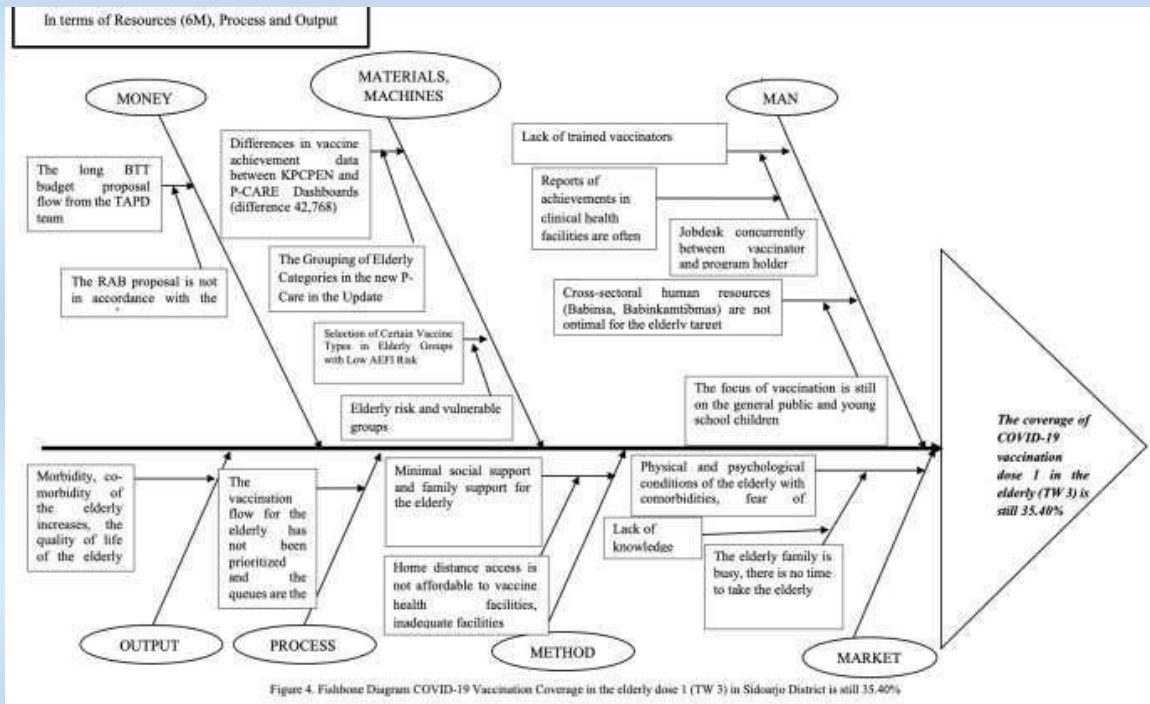 In terms of Resources (6M), Process and Output
MONEY
MATERIALS,
MACHINES
MAN
The long BTT
budget proposal
flow from the TAPD
team
The RAB proposal is not
in accordance with the
Differences in vaccine
achievement data
between KPCPEN and
P-CARE Dashboards
(difference 42,768)
The Grouping of Elderly
Categories in the new P-
Care in the Update
Selection of Certain Vaccine
Types in Elderly Groups
with Low AEFI Risk
Elderly risk and vulnerable
groups
Lack of trained vaccinators
Reports of
achievements in
clinical health
facilities are often
Jobdesk concurrently
between vaccinator
and program holder
Cross-sectoral human resources
(Babinsa, Babinkamtibmas) are not
optimal for the elderly target
The focus of vaccination is still
on the general public and young
school children
The coverage of
COVID-19
vaccination
dose 1 in the
elderly (TW 3) is
still 35.40%
Morbidity, co-
morbidity of
the elderly
increases, the
quality of life
of the elderly
The
vaccination
flow for the
elderly has
not been
prioritized
and the
queues are the
Minimal social support
and family support for
the elderly
Home distance access is
not affordable to vaccine
health facilities,
inadequate facilities
Physical and psychological
conditions of the elderly with
comorbidities, fear of
Lack of
knowledge
The elderly family is
busy, there is no time
to take the elderly
OUTPUT
PROCESS
METHOD
MARKET
Figure 4. Fishbone Diagram COVID-19 Vaccination Coverage in the elderly dose 1 (TW 3) in Sidoarjo District is still 35.40%